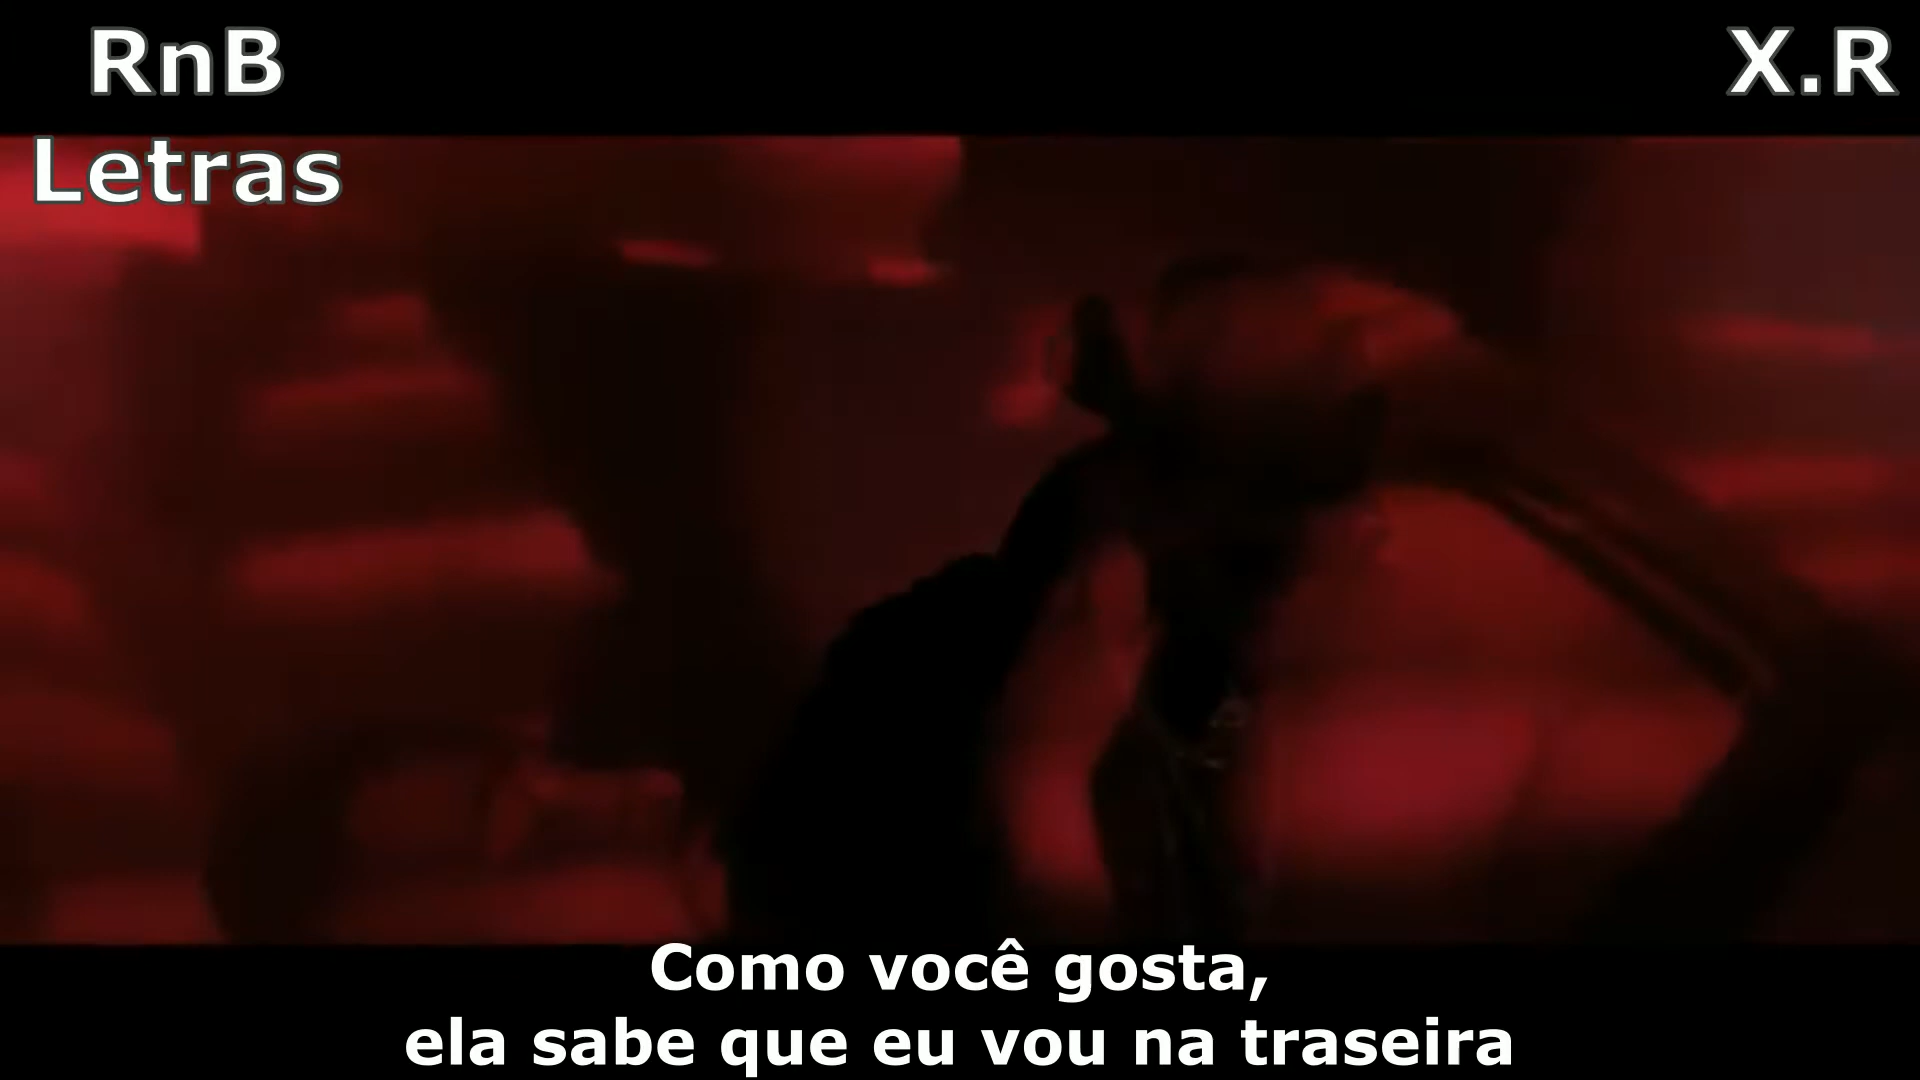 RnB
Letras
X.R
Como você gosta,
ela sabe que eu vou na traseira